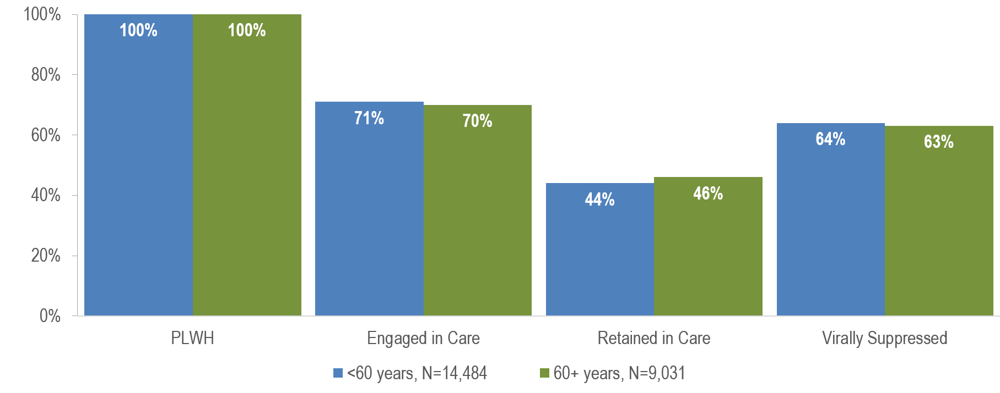 100%
80%
60%
40%
20%
0%
100%
100%
71%
70%
44%
46%
64%
63%
PLWH
Engaged in Care
Retained in Care
Virally Suppressed
<60 years, N=14,484
60+ years, N=9,031